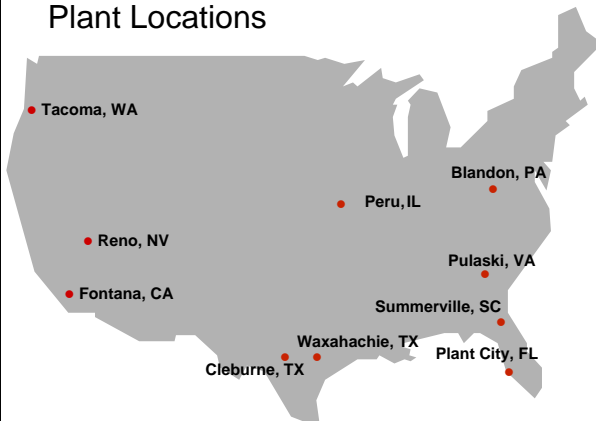 Plant Locations
Tacoma, WA
Blandon, PA
Peru, IL
Reno, NV
Pulaski, VA
Fontana, CA
Summerville, SC
Waxahachie, TX
Plant City, FL
Cleburne, TX